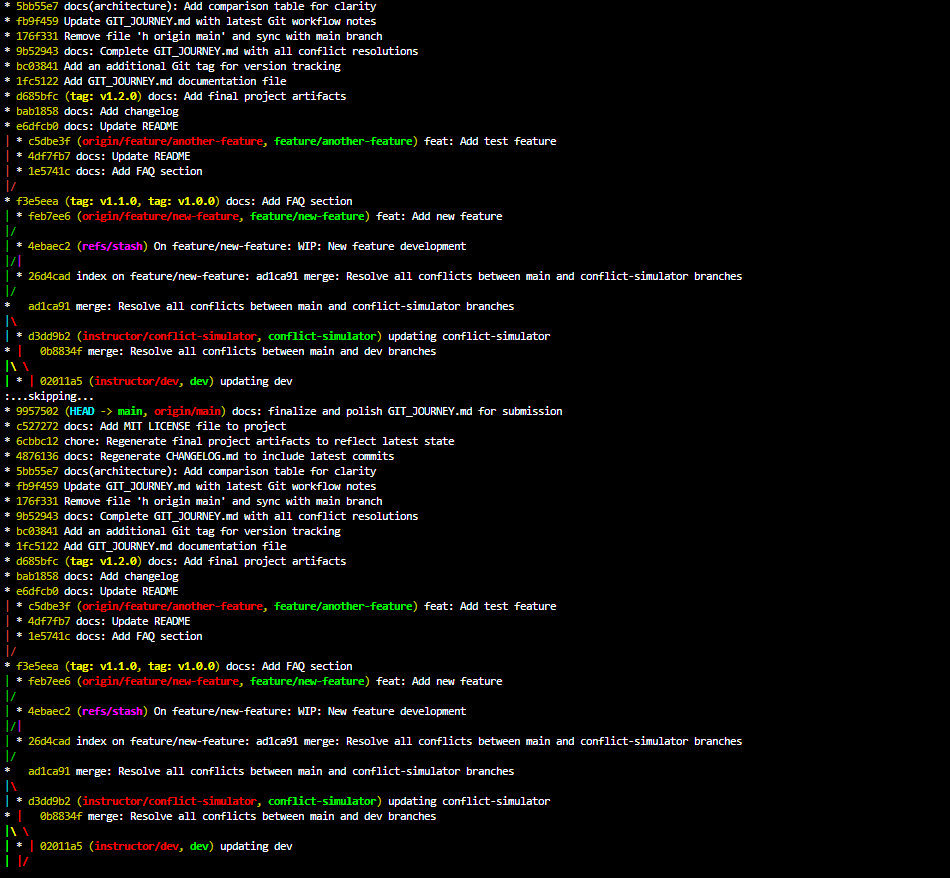 * 5bb55e7 docs(architecture): Add comparison table for clarity
* fb9f459 Update GIT_JOURNEY.md with latest Git workflow notes
* 176f331 Remove file 'h origin main' and sync with main branch
* 9b52943 docs: Complete GIT_JOURNEY.md with all conflict resolutions
* bc03841 Add an additional Git tag for version tracking
* 1fc5122 Add GIT_JOURNEY.md documentation file
* d685bfc (tag: v1.2.0) docs: Add final project artifacts
* bab1858 docs: Add changelog
* e6dfcb0 docs: Update README
| * c5dbe3f (origin/feature/another-feature, feature/another-feature) feat: Add test feature
| * 4df7fb7 docs: Update README
| * 1e5741c docs: Add FAQ section
|/
* f3e5eea (tag: v1.1.0, tag: v1.0.0) docs: Add FAQ section
| * feb7ee6 (origin/feature/new-feature, feature/new-feature) feat: Add new feature
|/
| * 4ebaec2 (refs/stash) On feature/new-feature: WIP: New feature development
|/|
| * 26d4cad index on feature/new-feature: ad1ca91 merge: Resolve all conflicts between main and conflict-simulator branches
|/
*   ad1ca91 merge: Resolve all conflicts between main and conflict-simulator branches
|\
| * d3dd9b2 (instructor/conflict-simulator, conflict-simulator) updating conflict-simulator
* |   0b8834f merge: Resolve all conflicts between main and dev branches
|\ \
| * | 02011a5 (instructor/dev, dev) updating dev
:...skipping...
* 9957502 (HEAD -> main, origin/main) docs: finalize and polish GIT_JOURNEY.md for submission
* c527272 docs: Add MIT LICENSE file to project
* 6cbbc12 chore: Regenerate final project artifacts to reflect latest state
* 4876136 docs: Regenerate CHANGELOG.md to include latest commits
* 5bb55e7 docs(architecture): Add comparison table for clarity
* fb9f459 Update GIT_JOURNEY.md with latest Git workflow notes
* 176f331 Remove file 'h origin main' and sync with main branch
* 9b52943 docs: Complete GIT_JOURNEY.md with all conflict resolutions
* bc03841 Add an additional Git tag for version tracking
* 1fc5122 Add GIT_JOURNEY.md documentation file
* d685bfc (tag: v1.2.0) docs: Add final project artifacts
* bab1858 docs: Add changelog
* e6dfcb0 docs: Update README
| * c5dbe3f (origin/feature/another-feature, feature/another-feature) feat: Add test feature
| * 4df7fb7 docs: Update README
| * 1e5741c docs: Add FAQ section
|/
* f3e5eea (tag: v1.1.0, tag: v1.0.0) docs: Add FAQ section
| * feb7ee6 (origin/feature/new-feature, feature/new-feature) feat: Add new feature
|/
| * 4ebaec2 (refs/stash) On feature/new-feature: WIP: New feature development
|/|
| * 26d4cad index on feature/new-feature: ad1ca91 merge: Resolve all conflicts between main and conflict-simulator branches
|/
*   ad1ca91 merge: Resolve all conflicts between main and conflict-simulator branches
|\
| * d3dd9b2 (instructor/conflict-simulator, conflict-simulator) updating conflict-simulator
* |   0b8834f merge: Resolve all conflicts between main and dev branches
|\ \
| * | 02011a5 (instructor/dev, dev) updating dev
| |/